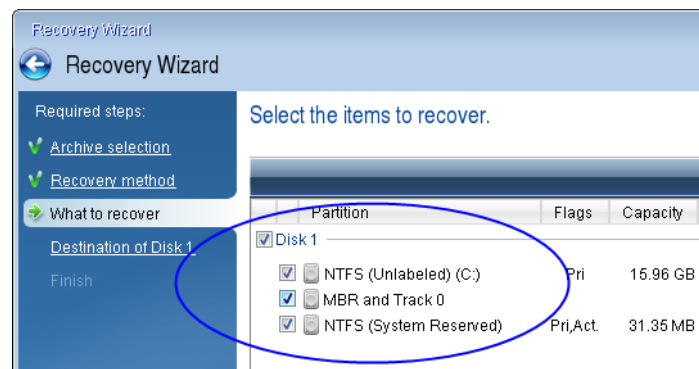 Recovery Wizard
Recovery Wizard
Required steps:
Select the items to recover.
Archive selection
Recovery method
What to recover
Partition Flags Capacity
Disk 1
Destination of Disk 1
NTFS (Unlabeled) (C:) Pri 15.96 GB
Finish
MBR and Track 0
NTFS (System Reserved) Pri,Act. 31.35 MB